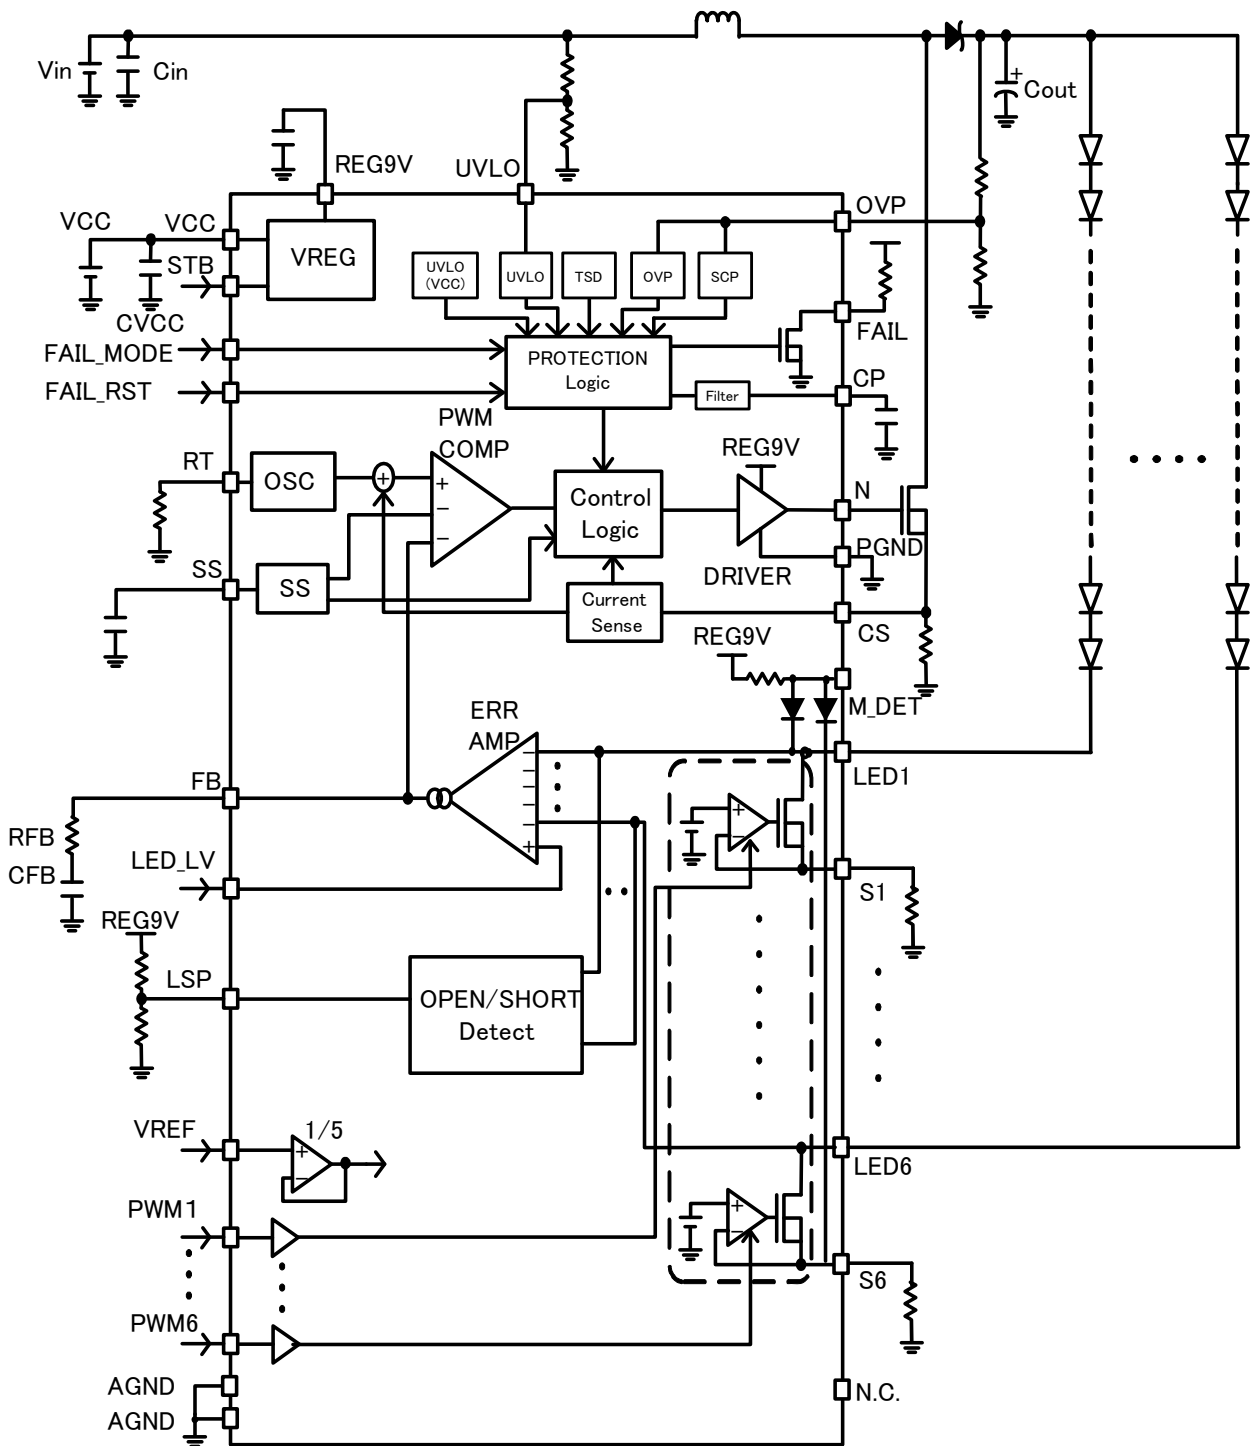 Vin
Cin
+
Cout
REG9V
UVLO
VCC
VCC
STB
VREG
UVLO
(VCC)
UVLO
TSD
OVP
SCP
OVP
CVCC
FAIL_MODE
FAIL_RST
PROTECTION
Logic
FAIL
Filter
CP
PWM
COMP
RT
OSC
+
+
−
−
Control
Logic
REG9V
DRIVER
N
PGND
SS
SS
Current
Sense
CS
REG9V
M_DET
ERR
AMP
−
−
−
−
−
+
LED1
FB
RFB
CFB
LED_LV
+
−
S1
REG9V
LSP
OPEN/SHORT
Detect
VREF
1/5
+
−
LED6
PWM1
+
−
S6
PWM6
AGND
AGND
N.C.